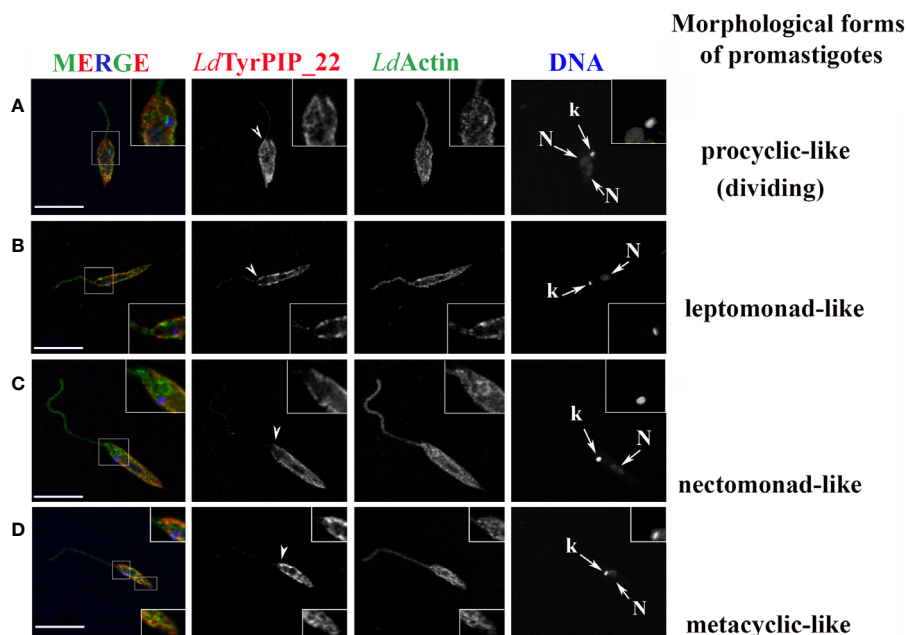 Morphological forms
of promastigotes
MERGE LdTyrPIP_22 LdActin DNA
A
k
N
N
procyclic-like
(dividing)
B
N
k
leptomonad-like
C
k
N
nectomonad-like
D
k
N
metacyclic-like